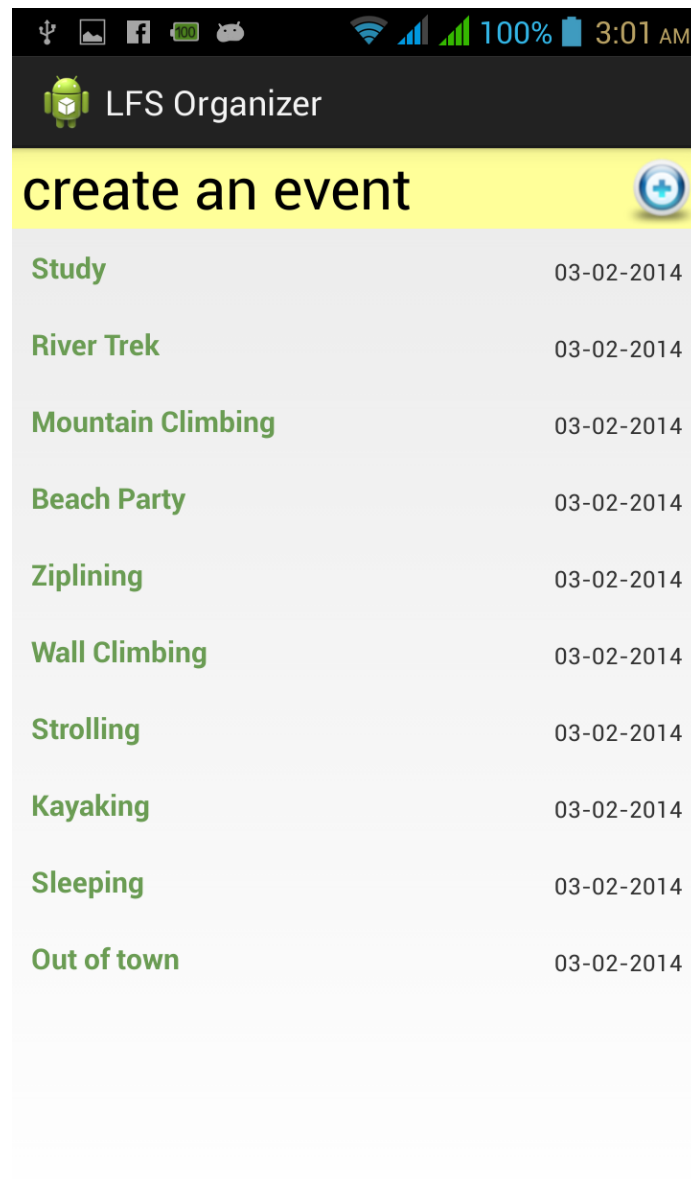 100 100% 3:01 AM
LFS Organizer
create an event
Study 03-02-2014
River Trek 03-02-2014
Mountain Climbing 03-02-2014
Beach Party 03-02-2014
Ziplining 03-02-2014
Wall Climbing 03-02-2014
Strolling 03-02-2014
Kayaking 03-02-2014
Sleeping 03-02-2014
Out of town 03-02-2014